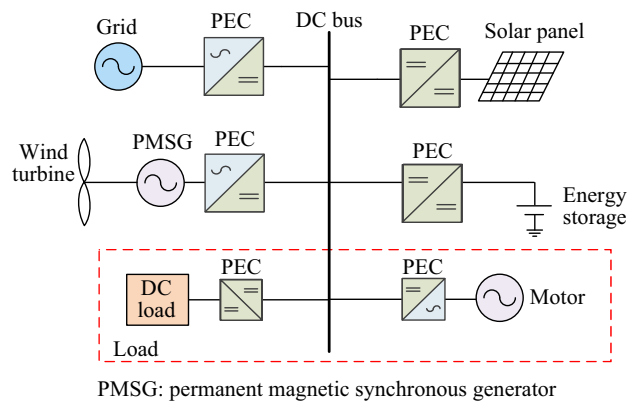 Grid
PEC
DC bus
PEC
Solar panel
Wind
turbine
PMSG
PEC
PEC
Energy
storage
DC
load
PEC
PEC
Motor
Load
PMSG: permanent magnetic synchronous generator